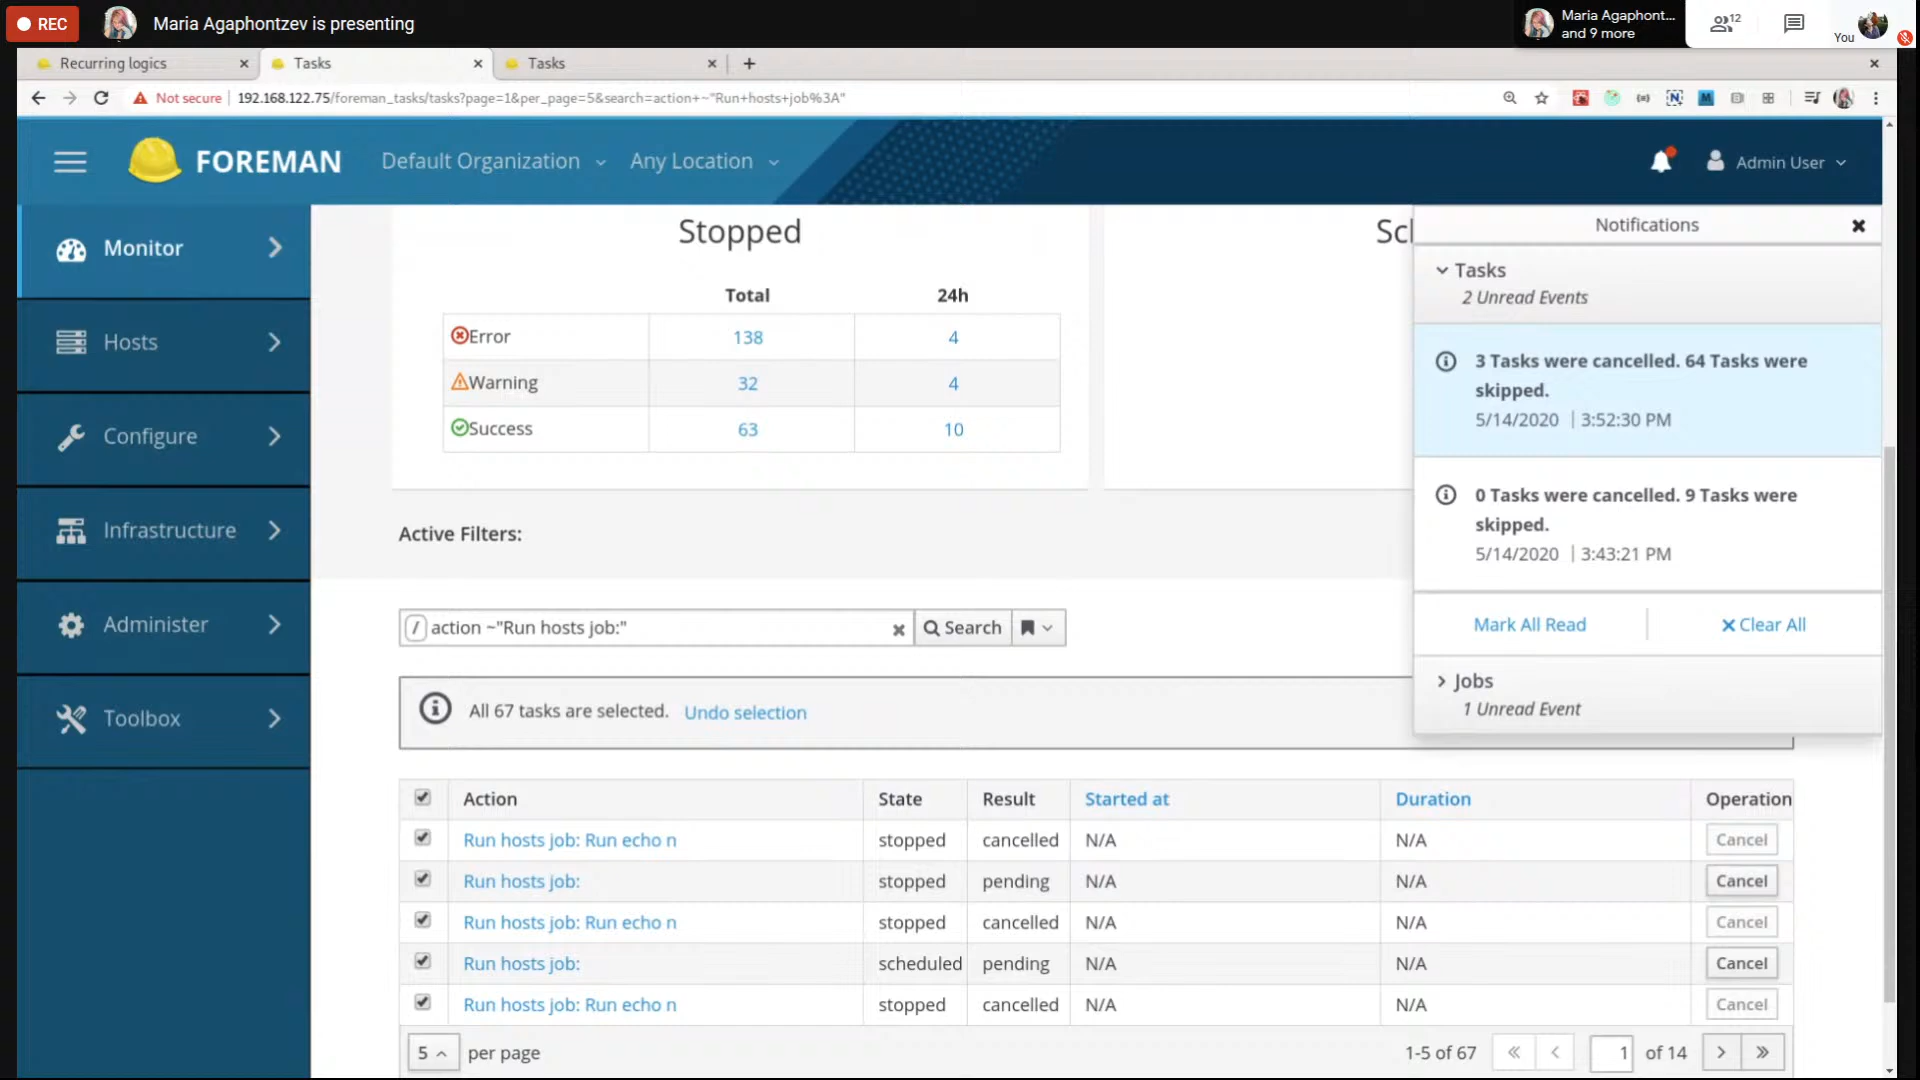 REC
Maria Agaphontzev is presenting
Maria Agaphont...
and 9 more
12
You
Recurring logics
Tasks
Tasks
Not secure
192.168.122.75/foreman_tasks/tasks?page=1&per_page=5&search=action+~"Run+hosts+job%3A"
FOREMAN
Default Organization
Any Location
Admin User
Monitor
Hosts
Configure
Infrastructure
Administer
Toolbox
Stopped
Total 24h
Error 138 4
Warning 32 4
Success 63 10
Sc
Notifications
Tasks
2 Unread Events
3 Tasks were cancelled. 64 Tasks were
skipped.
5/14/2020 | 3:52:30 PM
0 Tasks were cancelled. 9 Tasks were
skipped.
5/14/2020 | 3:43:21 PM
Mark All Read
Clear All
Jobs
1 Unread Event
Active Filters:
/ action ~"Run hosts job:"
Search
All 67 tasks are selected. Undo selection
Action State Result Started at Duration Operation
Run hosts job: Run echo n stopped cancelled N/A N/A Cancel
Run hosts job: stopped pending N/A N/A Cancel
Run hosts job: Run echo n stopped cancelled N/A N/A Cancel
Run hosts job: scheduled pending N/A N/A Cancel
Run hosts job: Run echo n stopped cancelled N/A N/A Cancel
5 per page
1-5 of 67
1 of 14